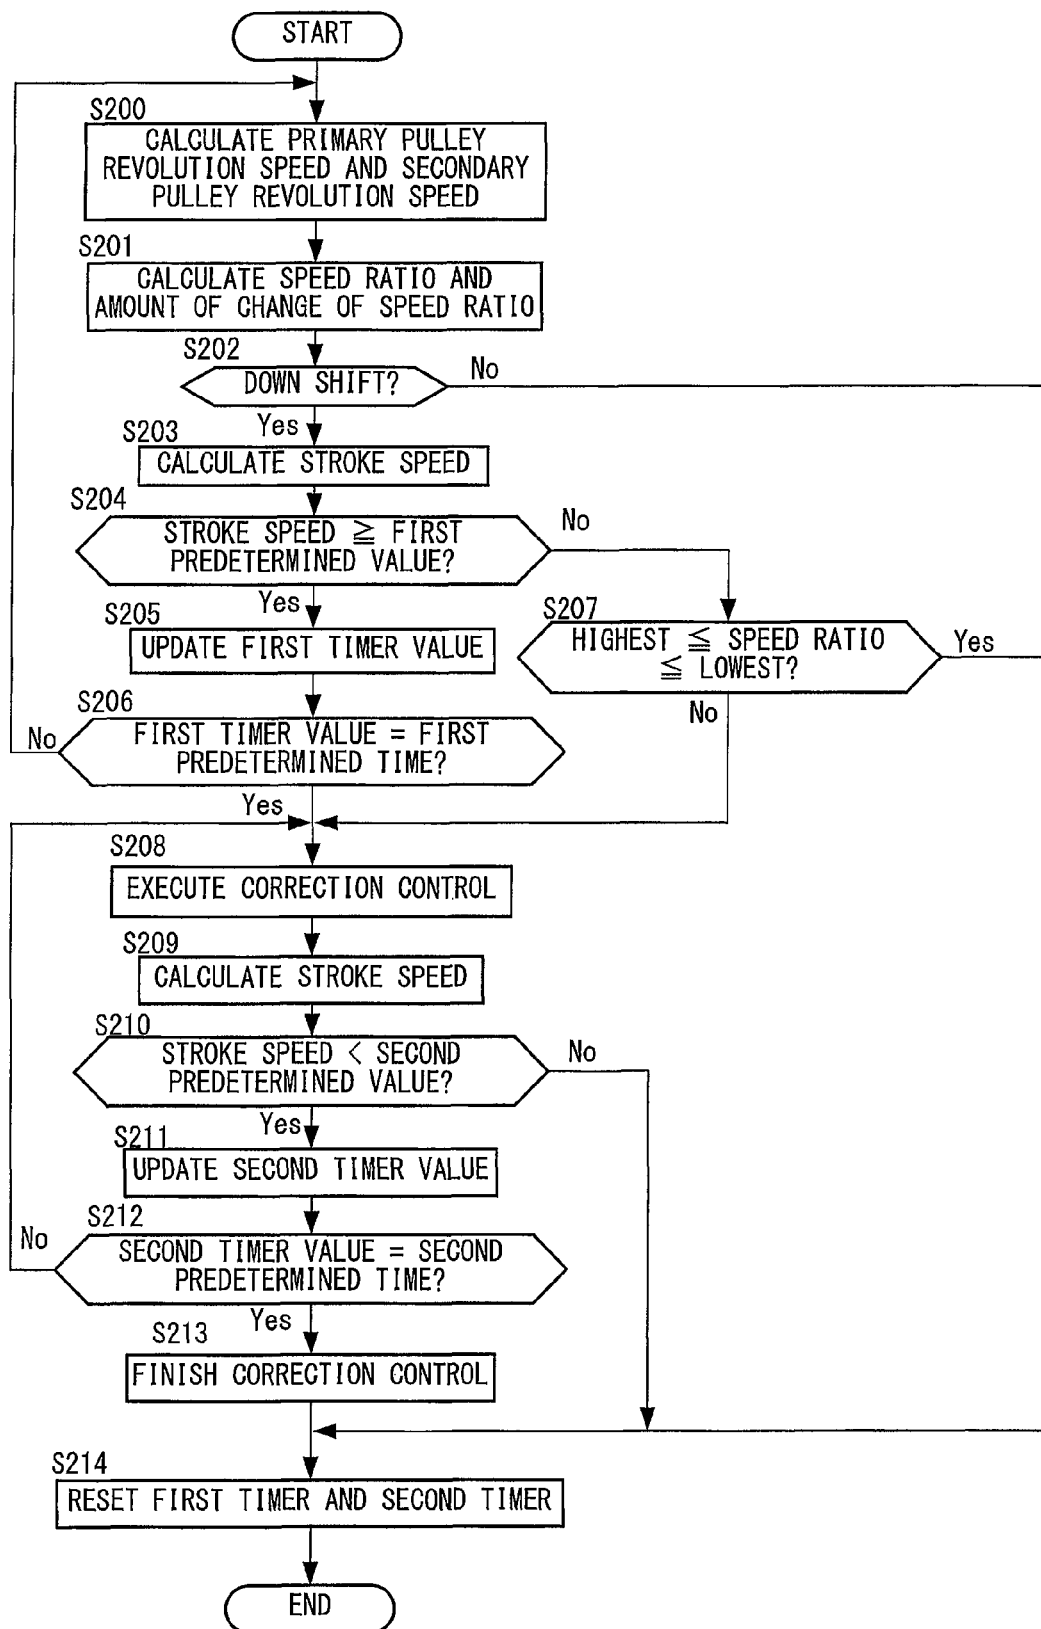 START
S200
CALCULATE PRIMARY PULLEY
REVOLUTION SPEED AND SECONDARY
PULLEY REVOLUTION SPEED
S201
CALCULATE SPEED RATIO AND
AMOUNT OF CHANGE OF SPEED RATIO
S202
DOWN SHIFT?
No
Yes
S203
CALCULATE STROKE SPEED
S204
STROKE SPEED ≧ FIRST
PREDETERMINED VALUE?
No
Yes
S205
UPDATE FIRST TIMER VALUE
S207
HIGHEST ≦ SPEED RATIO
≦ LOWEST?
Yes
No
S206
FIRST TIMER VALUE = FIRST
PREDETERMINED TIME?
No
Yes
S208
EXECUTE CORRECTION CONTROL
S209
CALCULATE STROKE SPEED
S210
STROKE SPEED < SECOND
PREDETERMINED VALUE?
No
Yes
S211
UPDATE SECOND TIMER VALUE
S212
SECOND TIMER VALUE = SECOND
PREDETERMINED TIME?
No
Yes
S213
FINISH CORRECTION CONTROL
S214
RESET FIRST TIMER AND SECOND TIMER
END